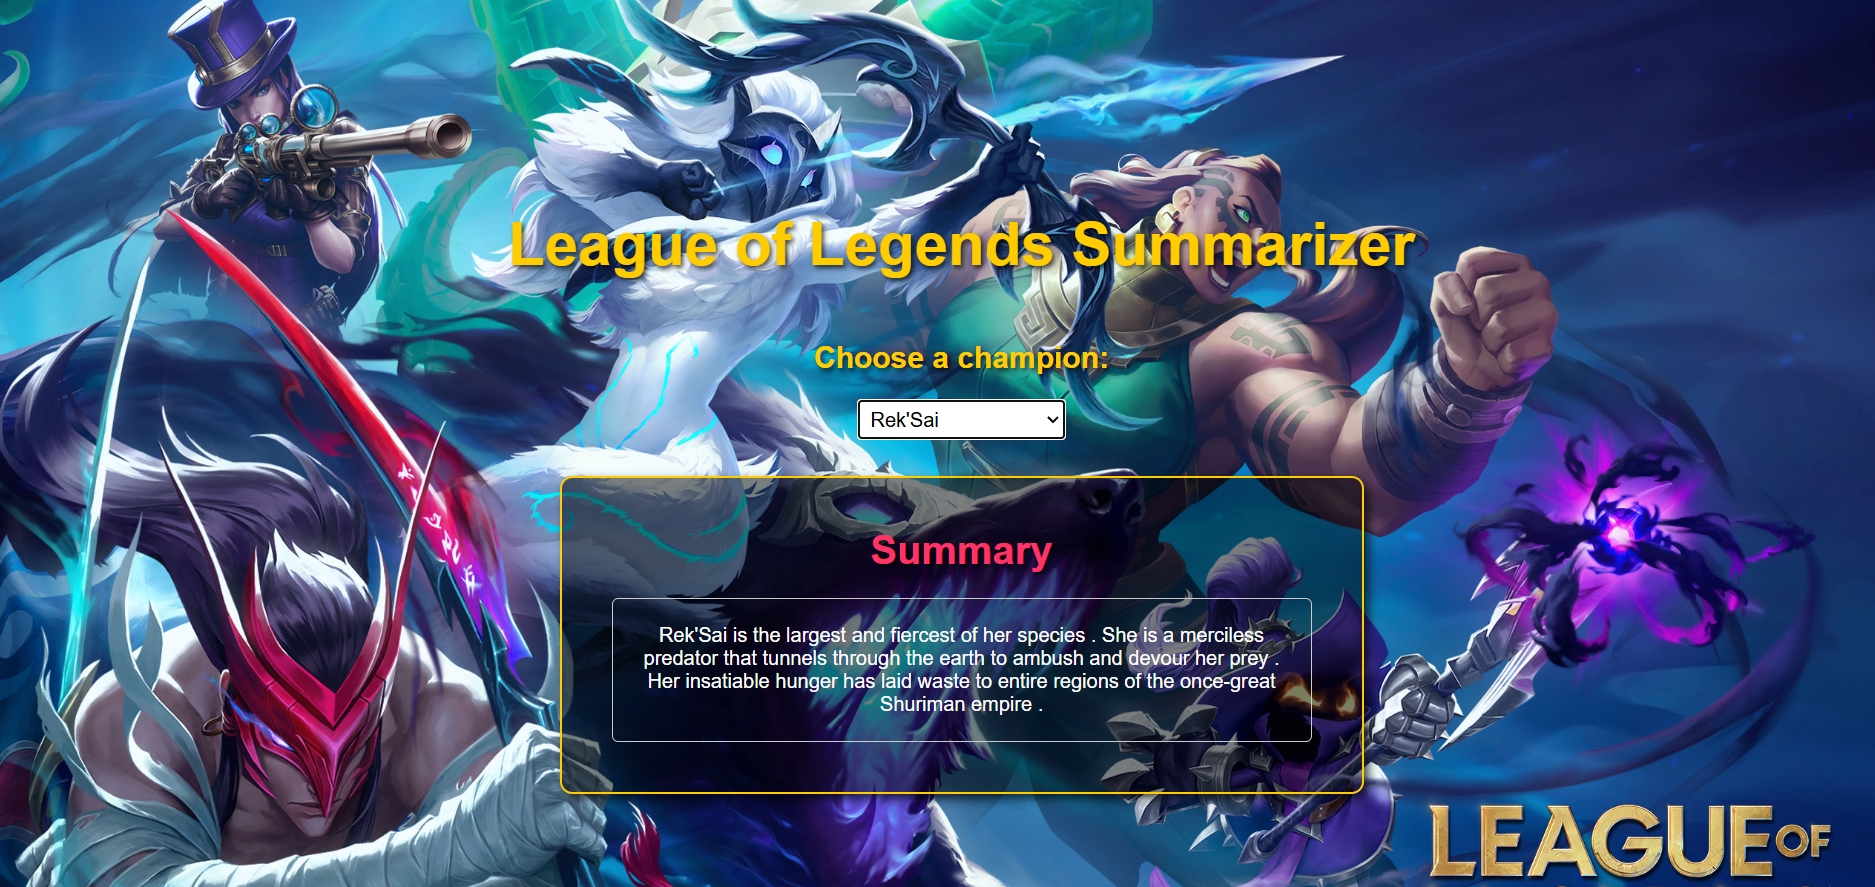 League of Legends Summarizer
Choose a champion:
Rek'Sai
Summary
Rek'Sai is the largest and fiercest of her species . She is a merciless
predator that tunnels through the earth to ambush and devour her prey .
Her insatiable hunger has laid waste to entire regions of the once-great
Shuriman empire .
LEAGUE OF